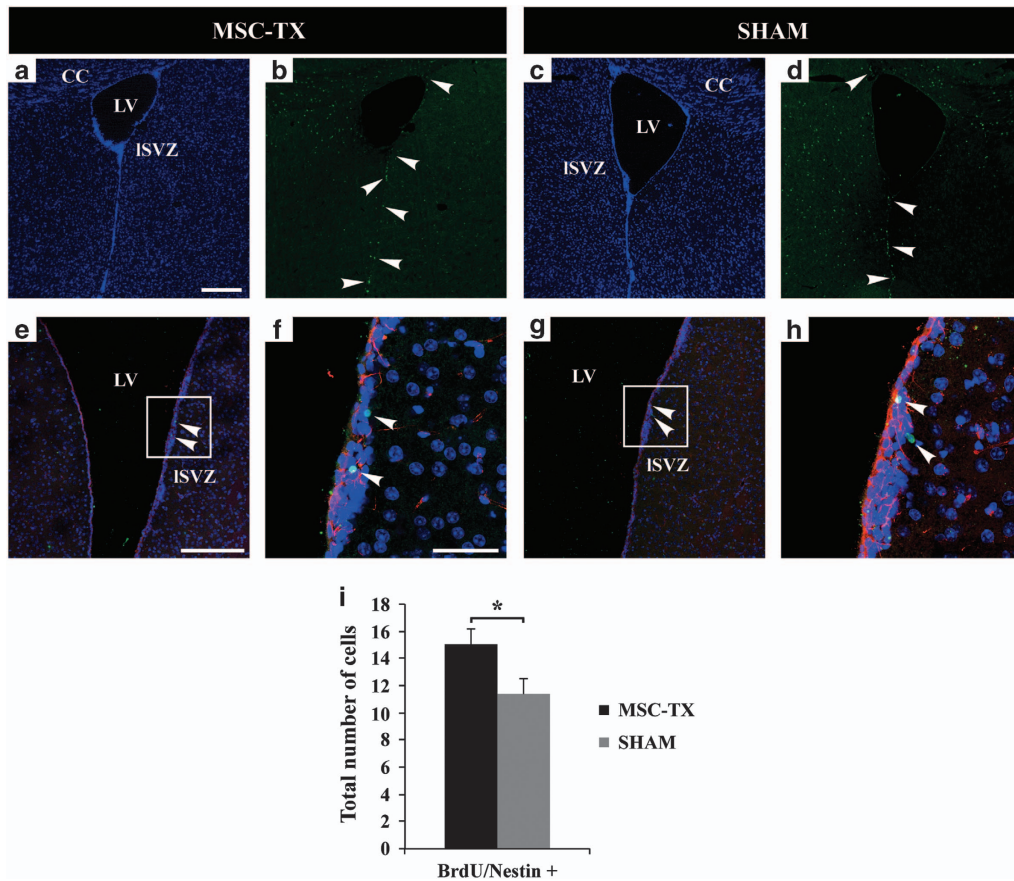 MSC-TX
SHAM
a
CC
LV
lSVZ
b
c
CC
LV
lSVZ
d
e
LV
lSVZ
f
g
LV
lSVZ
h
i
18
16
14
12
10
8
6
4
2
0
Total number of cells
*
BrdU/Nestin +
MSC-TX
SHAM